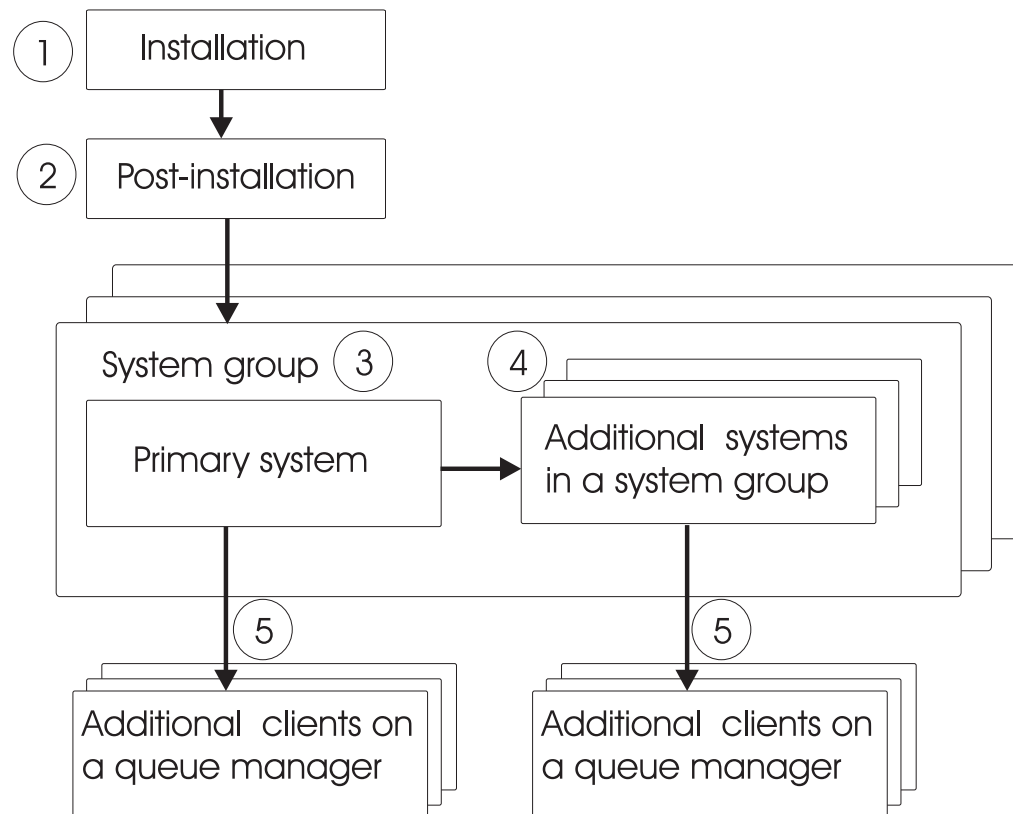 1 Installation
2 Post-installation
System group 3
4
Primary system
Additional systems
in a system group
5
5
Additional clients on
a queue manager
Additional clients on
a queue manager